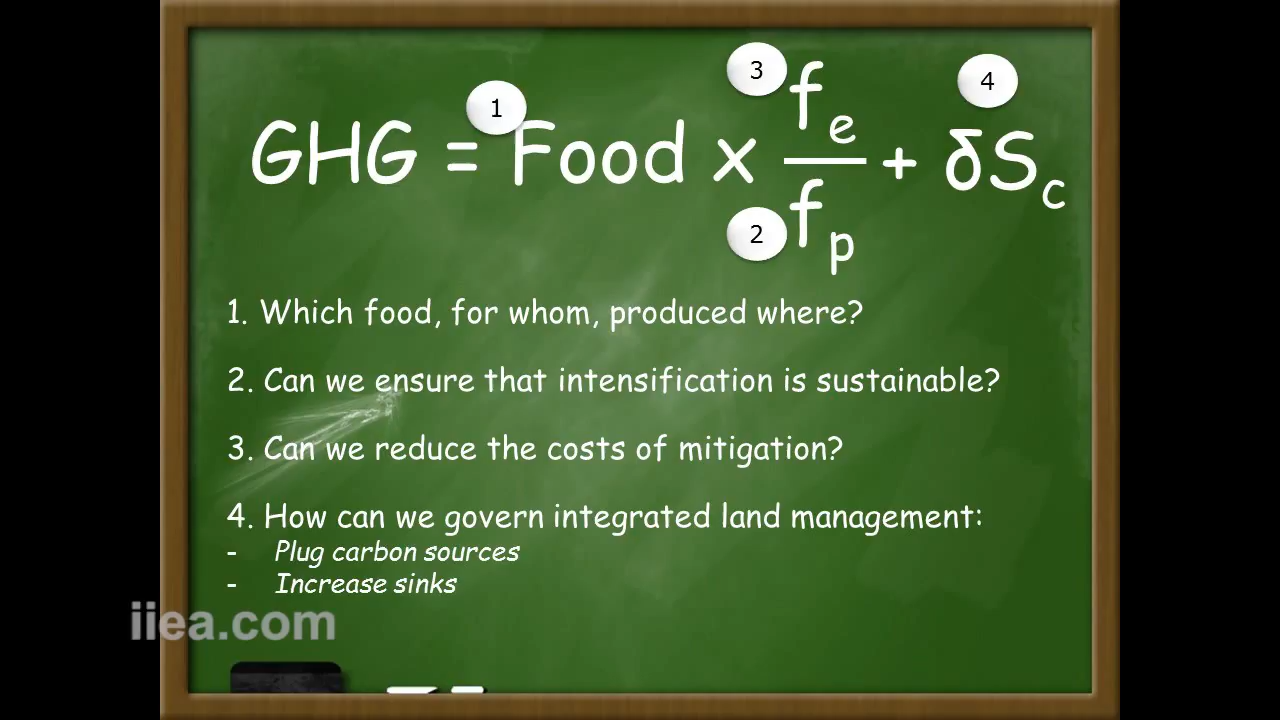 1
3
4
GHG = Food x fe/fp + δSc
2
1. Which food, for whom, produced where?
2. Can we ensure that intensification is sustainable?
3. Can we reduce the costs of mitigation?
4. How can we govern integrated land management:
- Plug carbon sources
- Increase sinks
iiea.com